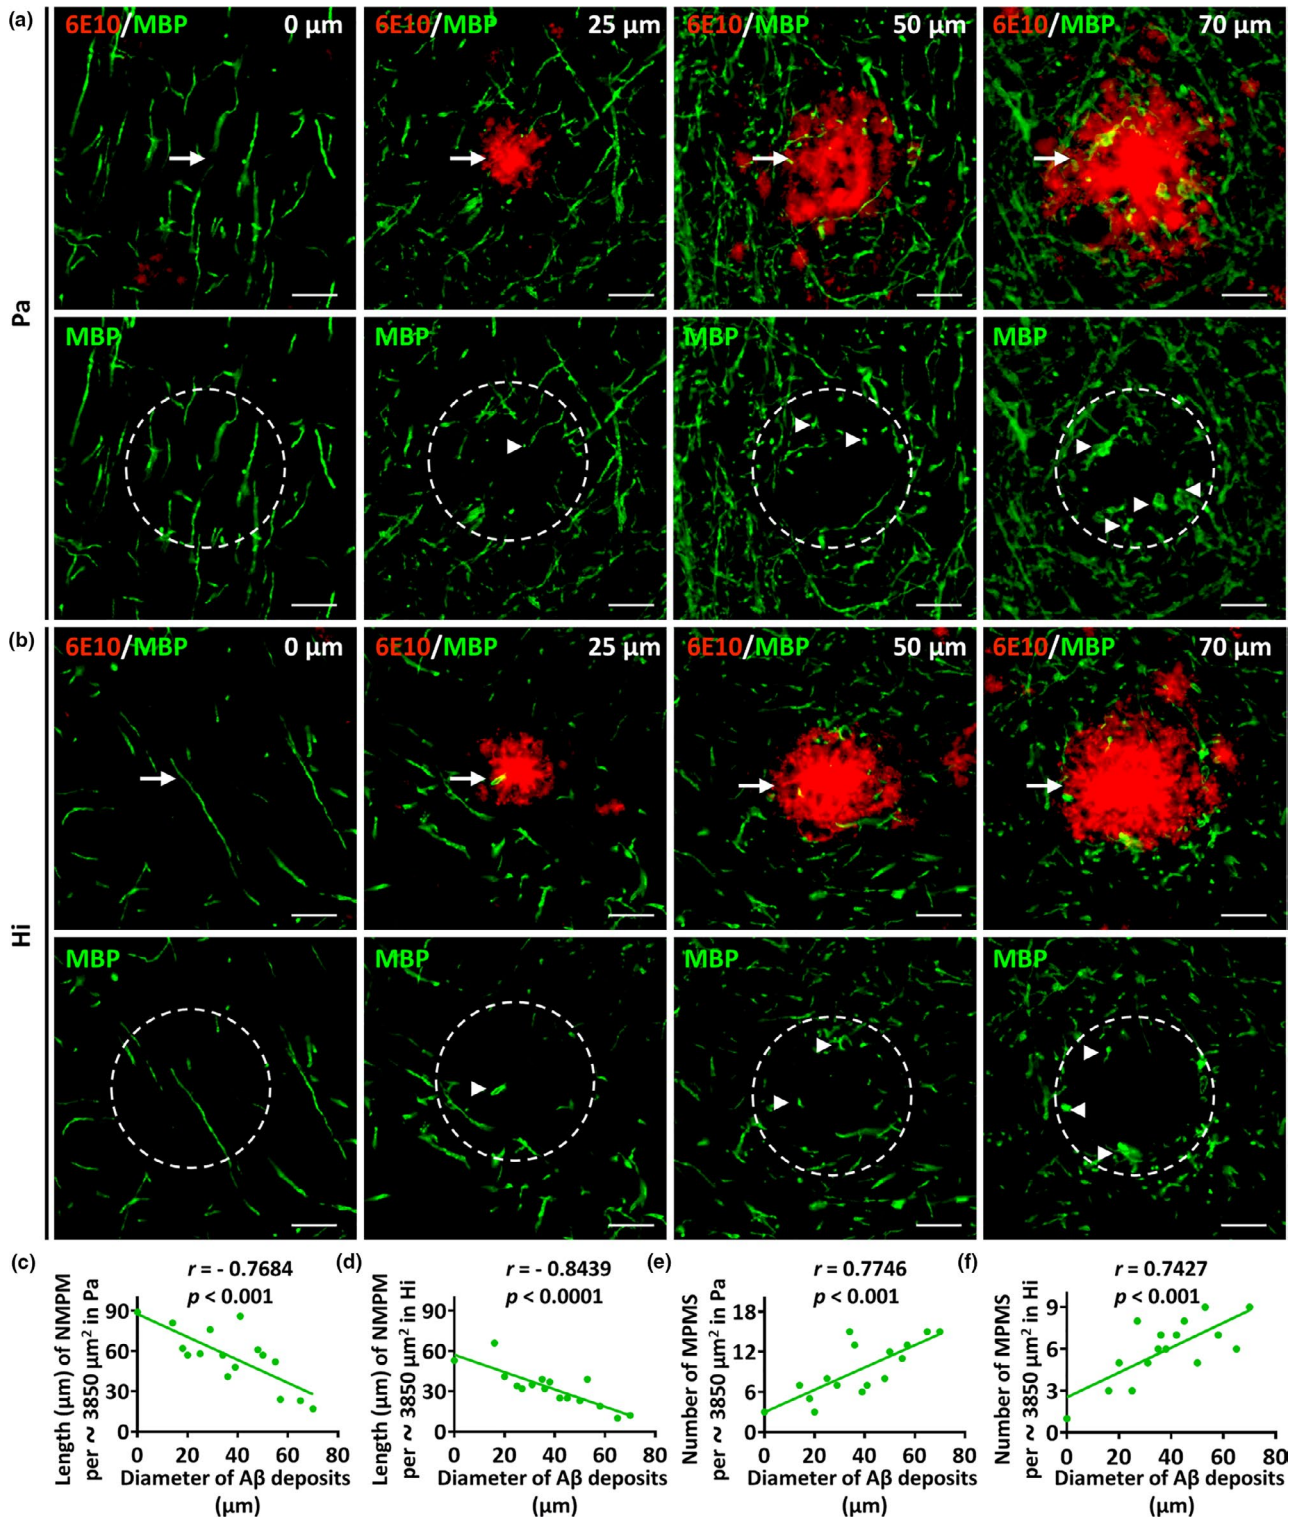 (a)
6E10/MBP 0 μm
6E10/MBP 25 μm
6E10/MBP 50 μm
6E10/MBP 70 μm
Pa
MBP
MBP
MBP
MBP
(b)
6E10/MBP 0 μm
6E10/MBP 25 μm
6E10/MBP 50 μm
6E10/MBP 70 μm
Hi
MBP
MBP
MBP
MBP
(c)
r = - 0.7684
p < 0.001
Length (μm) of NMPM
per ~ 3850 μm² in Pa
90
60
30
0
0 20 40 60 80
Diameter of Aβ deposits
(μm)
(d)
r = - 0.8439
p < 0.0001
Length (μm) of NMPM
per ~ 3850 μm² in Hi
90
60
30
0
0 20 40 60 80
Diameter of Aβ deposits
(μm)
(e)
r = 0.7746
p < 0.001
Number of MPMS
per ~ 3850 μm² in Pa
18
12
6
0
0 20 40 60 80
Diameter of Aβ deposits
(μm)
(f)
r = 0.7427
p < 0.001
Number of MPMS
per ~ 3850 μm² in Hi
9
6
3
0
0 20 40 60 80
Diameter of Aβ deposits
(μm)